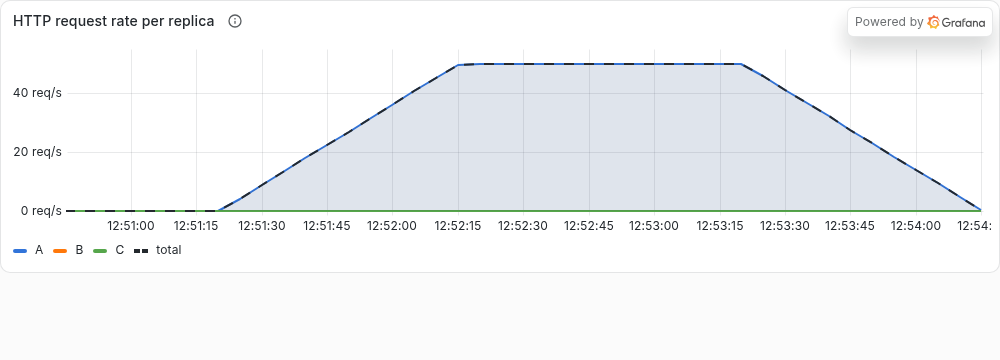 HTTP request rate per replica
Powered by Grafana
40 req/s
20 req/s
0 req/s
12:51:00 12:51:15 12:51:30 12:51:45 12:52:00 12:52:15 12:52:30 12:52:45 12:53:00 12:53:15 12:53:30 12:53:45 12:54:00 12:54:
A B C total